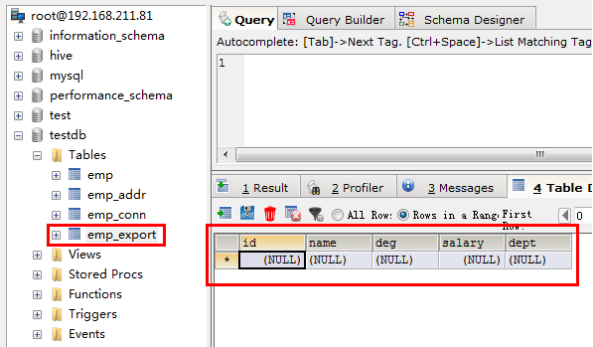 root@192.168.211.81
information_schema
hive
mysql
performance_schema
test
testdb
Tables
emp
emp_addr
emp_conn
emp_export
Views
Stored Procs
Functions
Triggers
Events
Query Query Builder Schema Designer
Autocomplete: [Tab]->Next Tag. [Ctrl+Space]->List Matching Tag
1
1 Result 2 Profiler 3 Messages 4 Table D
All Row: Rows in a Rang. First Row: 0
id name deg salary dept
* (NULL) (NULL) (NULL) (NULL) (NULL)